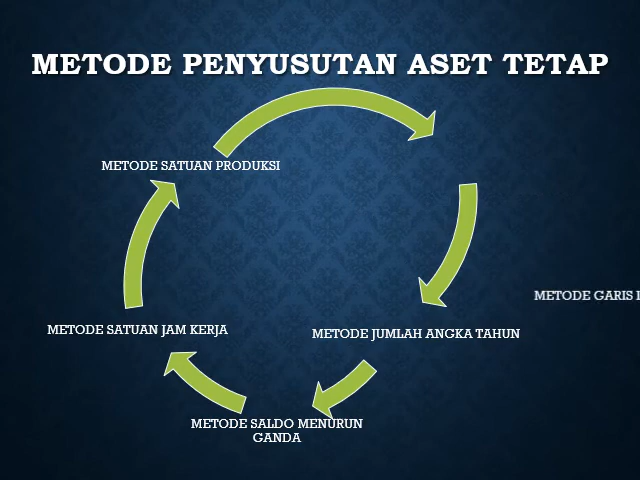 METODE PENYUSUTAN ASET TETAP
METODE SATUAN PRODUKSI
METODE GARIS
METODE SATUAN JAM KERJA
METODE JUMLAH ANGKA TAHUN
METODE SALDO MENURUN
GANDA